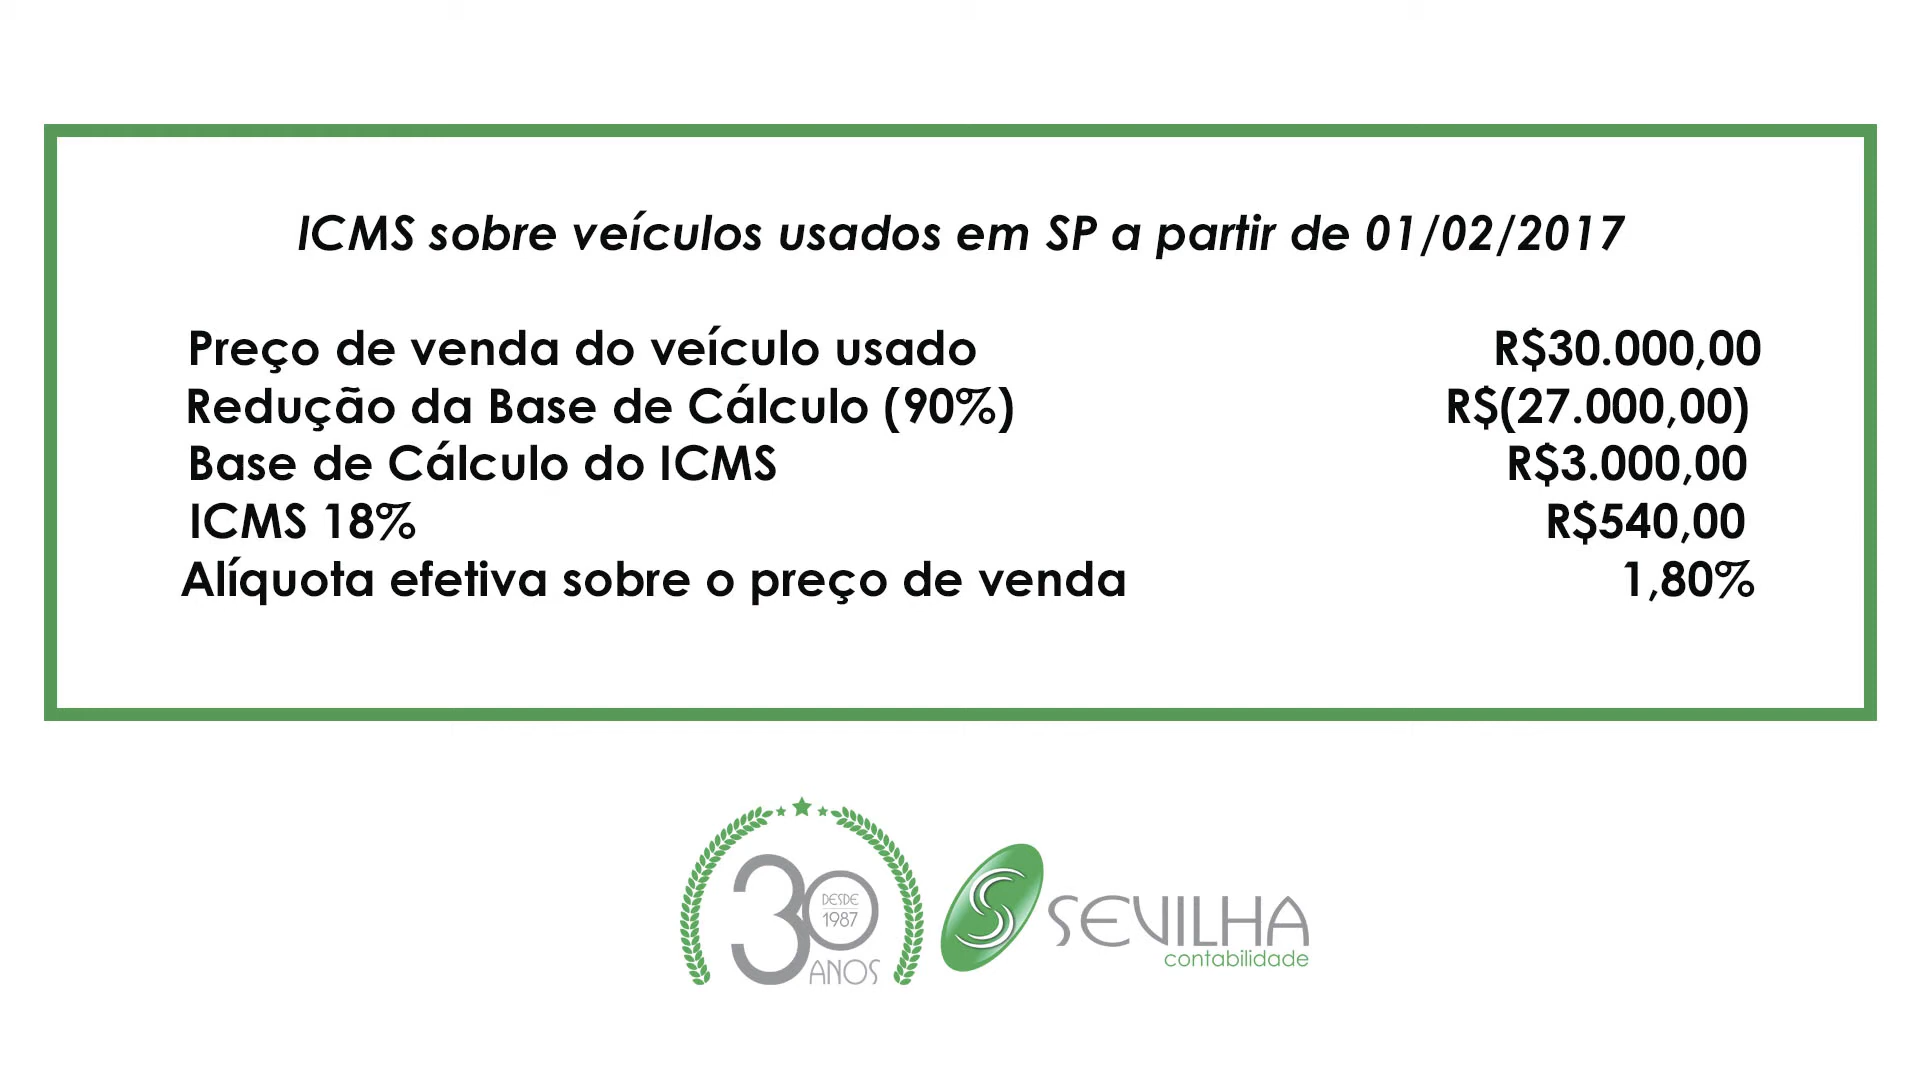 ICMS sobre veículos usados em SP a partir de 01/02/2017
Preço de venda do veículo usado R$30.000,00
Redução da Base de Cálculo (90%) R$(27.000,00)
Base de Cálculo do ICMS R$3.000,00
ICMS 18% R$540,00
Alíquota efetiva sobre o preço de venda 1,80%
30
DESDE
1987
ANOS
SEVILHA
contabilidade